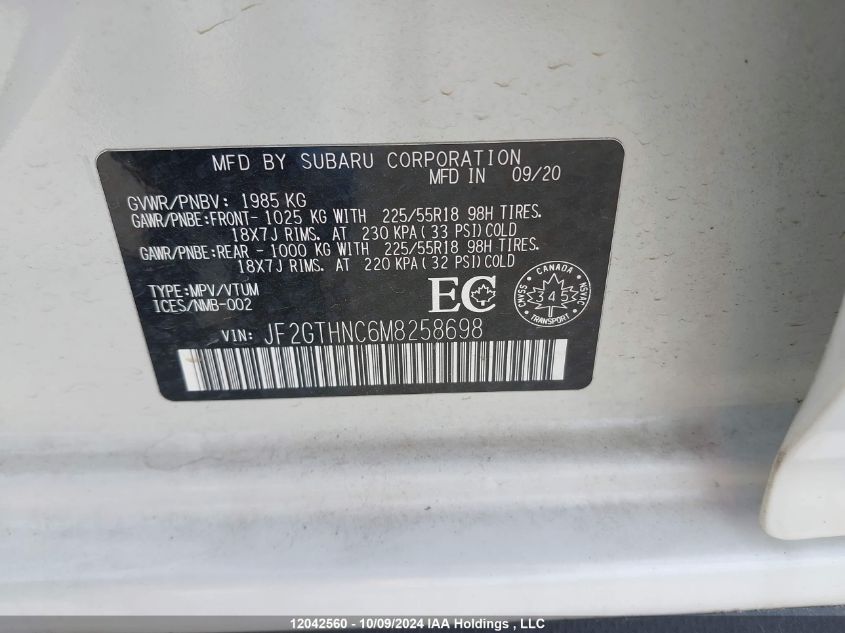 MFD BY SUBARU CORPORATION
MFD IN 09/20
GVWR/PNBV: 1985 KG
GAWR/PNBE:FRONT- 1025 KG WITH 225/55R18 98H TIRES.
18X7J RIMS. AT 230 KPA( 33 PSI)COLD
GAWR/PNBE:REAR - 1000 KG WITH 225/55R18 98H TIRES.
18X7J RIMS. AT 220 KPA( 32 PSI)COLD
TYPE:MPV/VTUM
ICES/NMB-002
EC
CANADA
CMVSS
345
NSVAC
TRANSPORT
VIN: JF2GTHNC6M8258698
12042560 - 10/09/2024 IAA Holdings , LLC